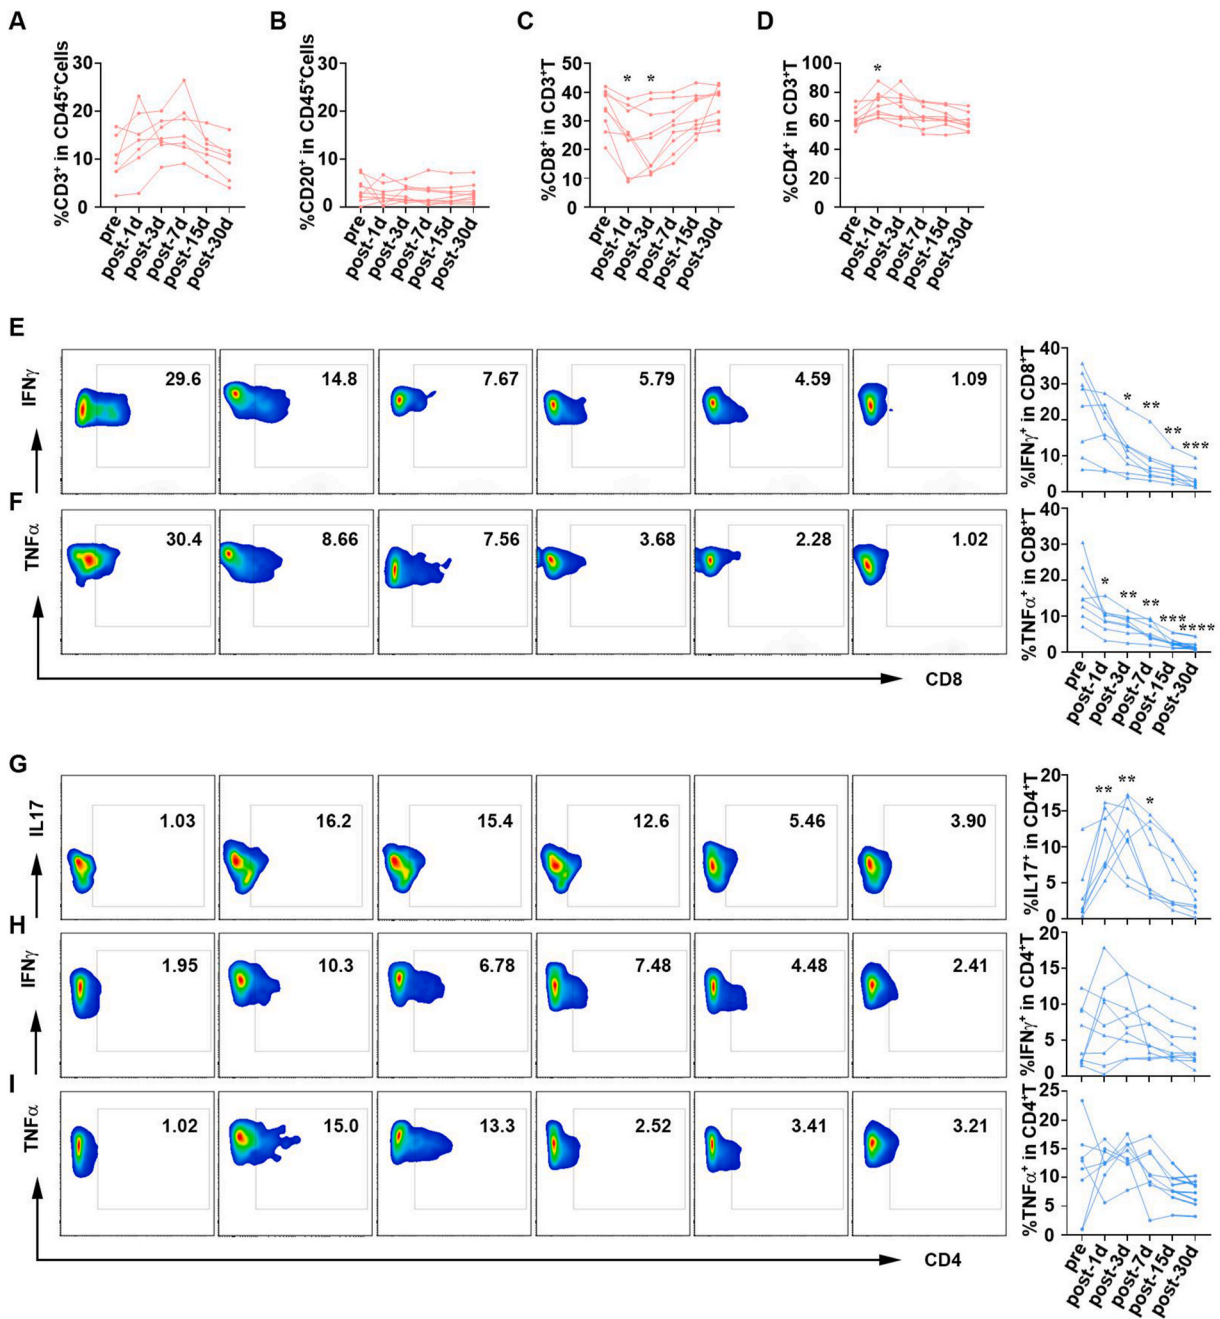 A
B
C
D
%CD3⁺ in CD45⁺Cells
30
20
10
0
pre
post-1d
post-3d
post-7d
post-15d
post-30d
%CD20⁺ in CD45⁺Cells
30
20
10
0
pre
post-1d
post-3d
post-7d
post-15d
post-30d
%CD8⁺ in CD3⁺T
50
40
30
20
10
0
* *
pre
post-1d
post-3d
post-7d
post-15d
post-30d
%CD4⁺ in CD3⁺T
100
80
60
40
20
0
*
pre
post-1d
post-3d
post-7d
post-15d
post-30d
E
IFNγ
29.6
14.8
7.67
5.79
4.59
1.09
%IFNγ⁺ in CD8⁺T
40
30
20
10
0
* ** ** ***
F
TNFα
30.4
8.66
7.56
3.68
2.28
1.02
%TNFα⁺ in CD8⁺T
40
30
20
10
0
* ** ** *** ****
CD8
pre
post-1d
post-3d
post-7d
post-15d
post-30d
G
IL17
1.03
16.2
15.4
12.6
5.46
3.90
%IL17⁺ in CD4⁺T
20
15
10
5
0
** ** *
H
IFNγ
1.95
10.3
6.78
7.48
4.48
2.41
%IFNγ⁺ in CD4⁺T
20
15
10
5
0
I
TNFα
1.02
15.0
13.3
2.52
3.41
3.21
%TNFα⁺ in CD4⁺T
25
20
15
10
5
0
CD4
pre
post-1d
post-3d
post-7d
post-15d
post-30d